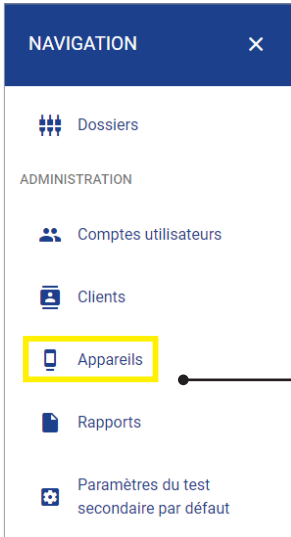 NAVIGATION
Dossiers
ADMINISTRATION
Comptes utilisateurs
Clients
Appareils
Rapports
Paramètres du test
secondaire par défaut